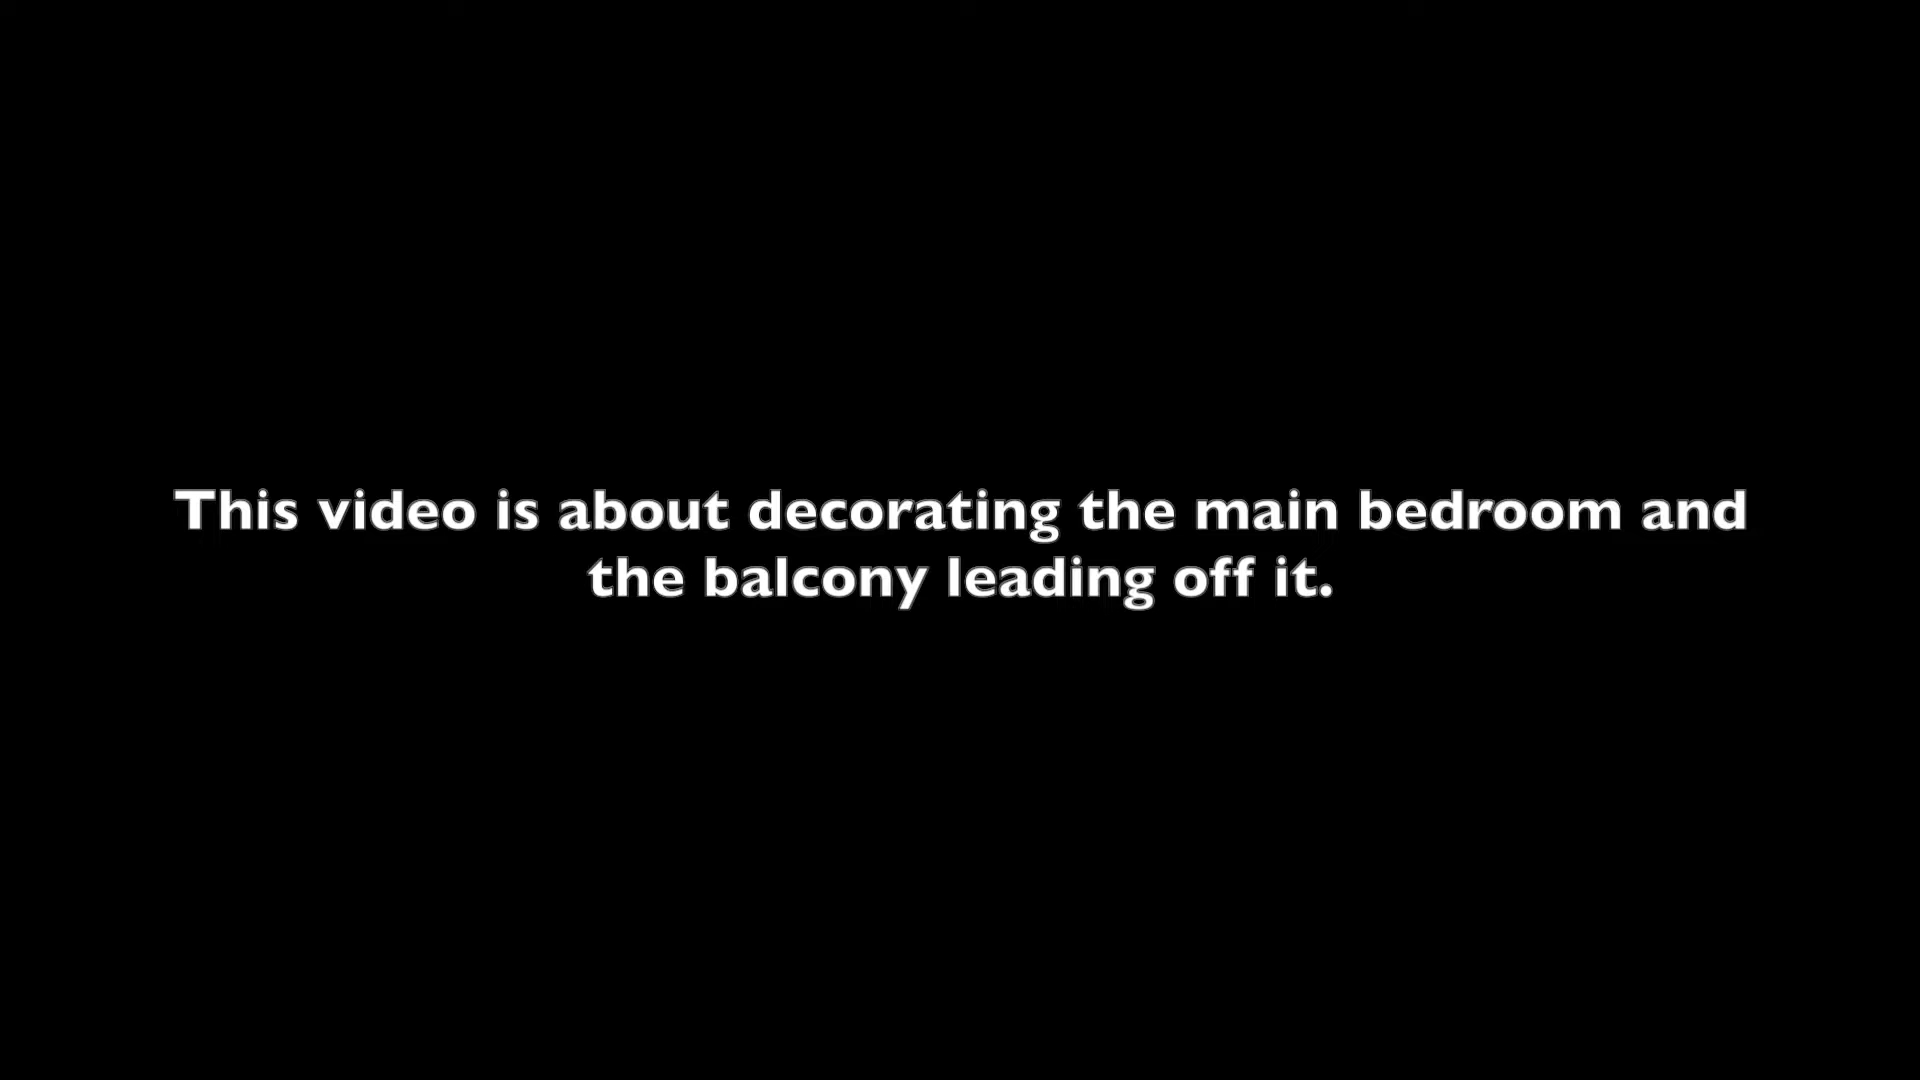 This video is about decorating the main bedroom and
the balcony leading off it.